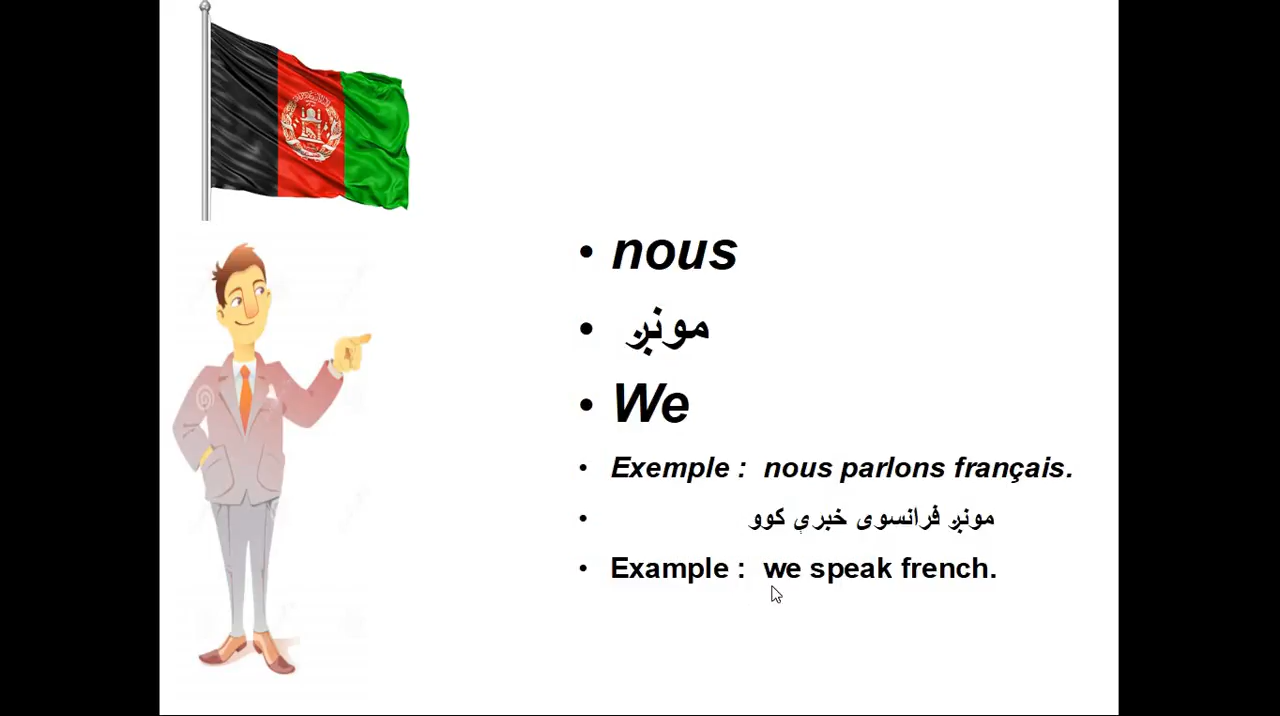 nous
مونږ
We
Exemple : nous parlons français.
مونږ فرانسوی خبرې کوو
Example : we speak french.